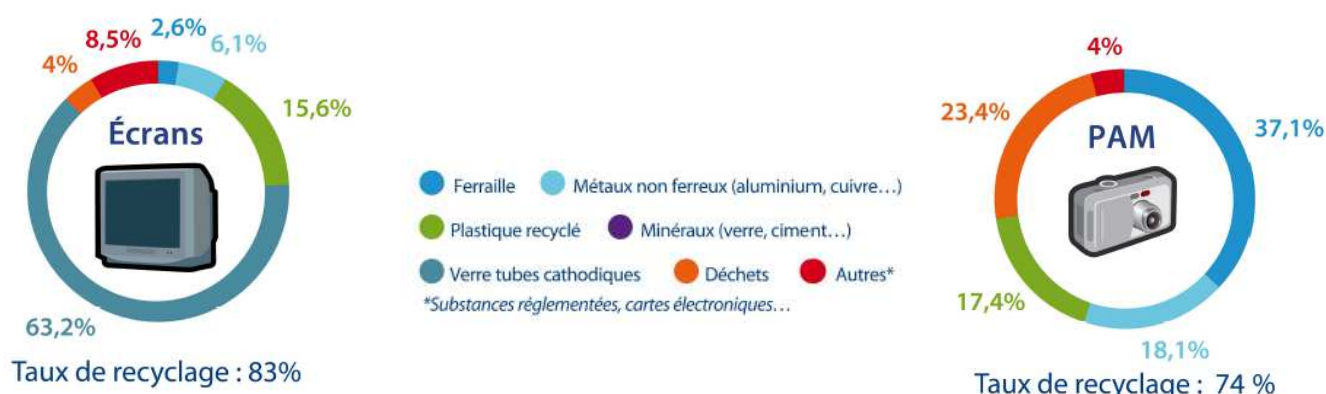 8,5%
2,6%
6,1%
4%
15,6%
Écrans
63,2%
Taux de recyclage : 83%
Ferraille
Métaux non ferreux (aluminium, cuivre…)
Plastique recyclé
Minéraux (verre, ciment…)
Verre tubes cathodiques
Déchets
Autres*
*Substances réglementées, cartes électroniques…
4%
23,4%
37,1%
PAM
17,4%
18,1%
Taux de recyclage : 74 %